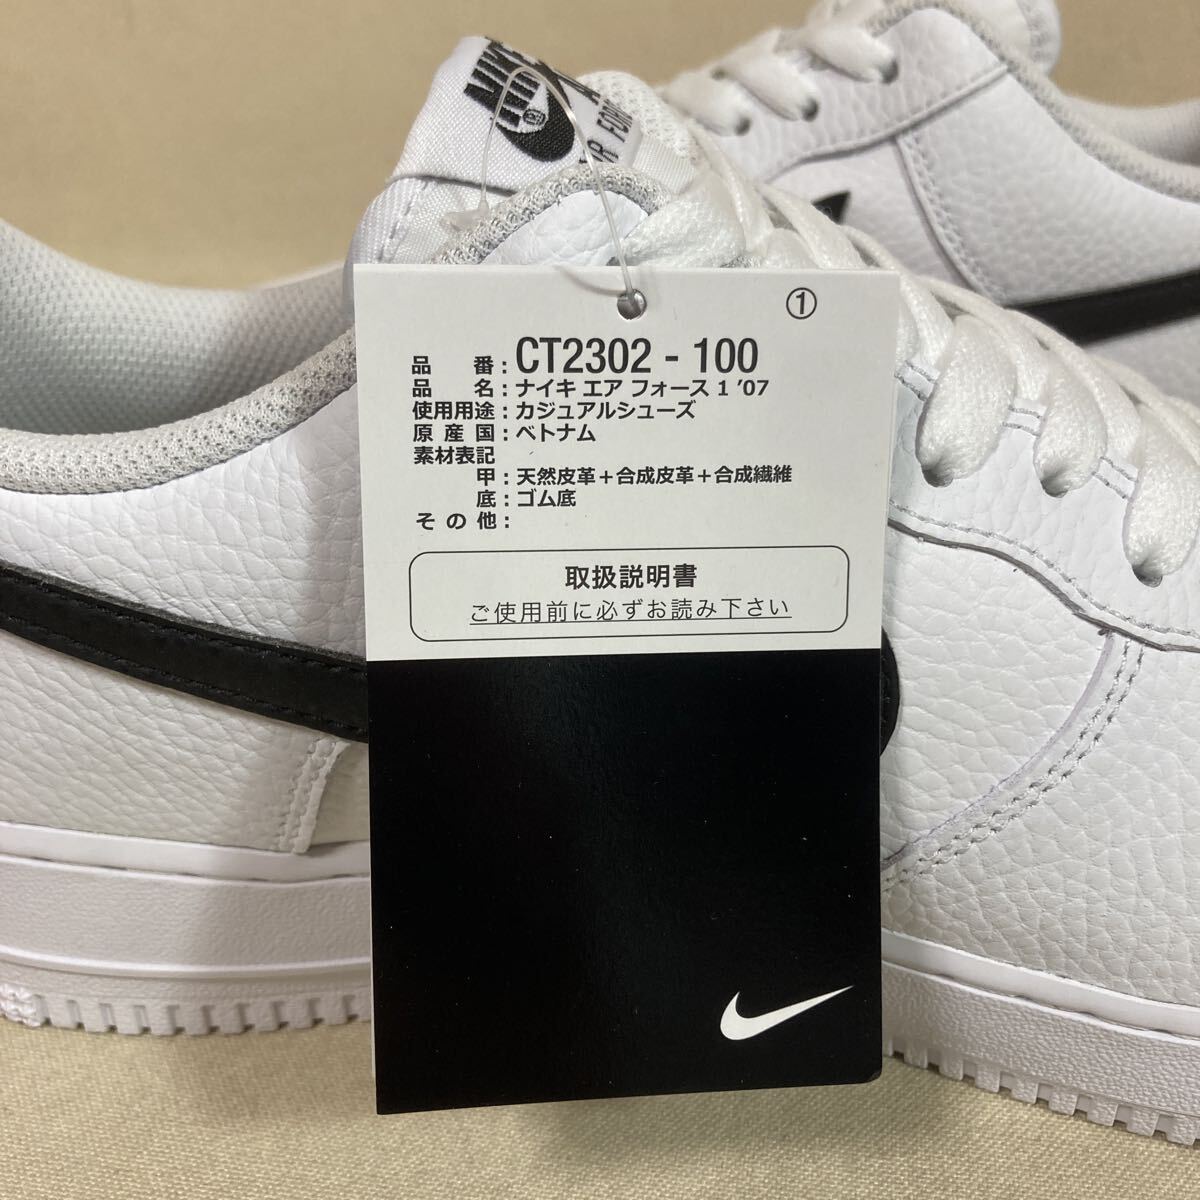 NIKE
AIR FORCE
①
品番：CT2302 - 100
品名：ナイキ エア フォース 1 ’07
使用用途：カジュアルシューズ
原産国：ベトナム
素材表記
甲：天然皮革＋合成皮革＋合成繊維
底：ゴム底
その他：
取扱説明書
ご使用前に必ずお読み下さい